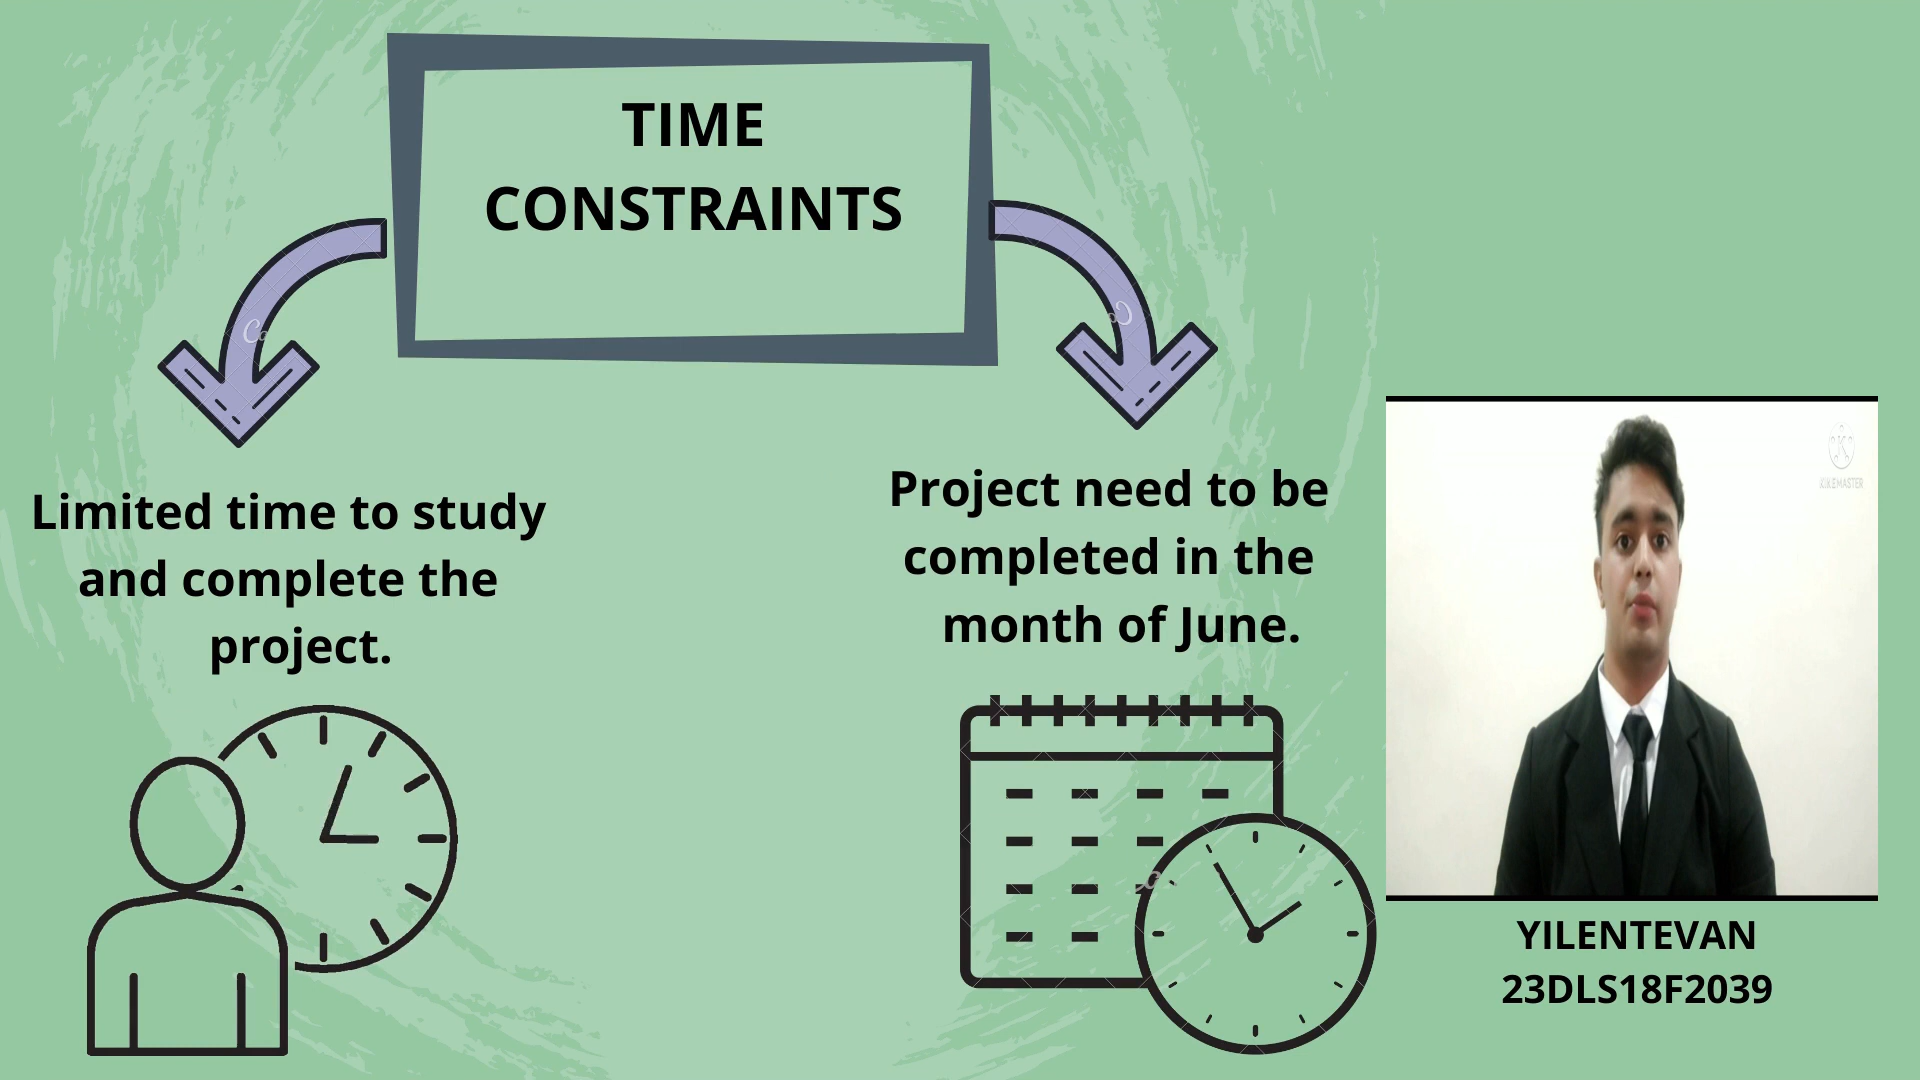 TIME
CONSTRAINTS
Limited time to study
and complete the
project.
Project need to be
completed in the
month of June.
KINEMASTER
YILENTEVAN
23DLS18F2039